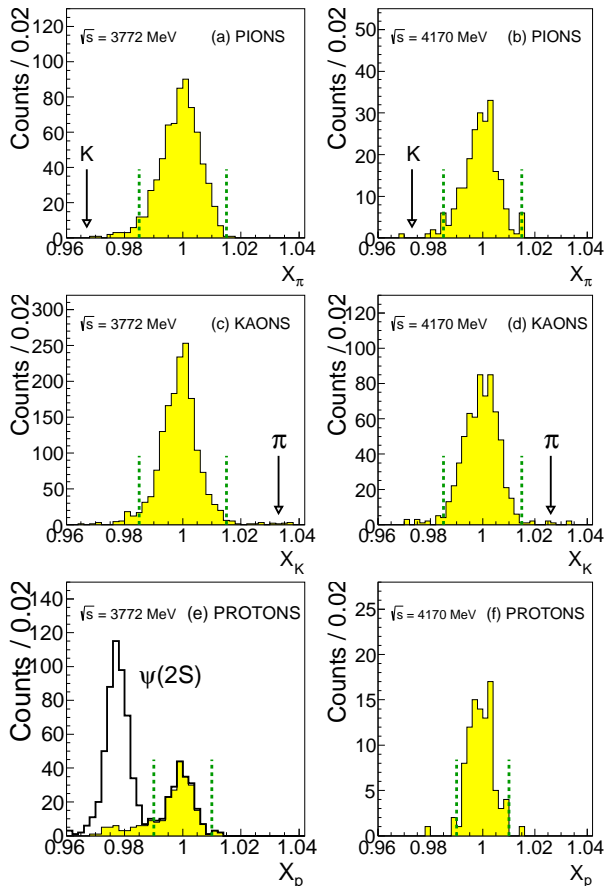 Counts / 0.02
√s = 3772 MeV (a) PIONS
K
120
100
80
60
40
20
0
0.96 0.98 1 1.02 1.04
X_π
Counts / 0.02
√s = 4170 MeV (b) PIONS
K
50
40
30
20
10
0
0.96 0.98 1 1.02 1.04
X_π
Counts / 0.02
√s = 3772 MeV (c) KAONS
π
300
250
200
150
100
50
0
0.96 0.98 1 1.02 1.04
X_K
Counts / 0.02
√s = 4170 MeV (d) KAONS
π
120
100
80
60
40
20
0
0.96 0.98 1 1.02 1.04
X_K
Counts / 0.02
√s = 3772 MeV (e) PROTONS
ψ(2S)
140
120
100
80
60
40
20
0
0.96 0.98 1 1.02 1.04
X_p
Counts / 0.02
√s = 4170 MeV (f) PROTONS
25
20
15
10
5
0
0.96 0.98 1 1.02 1.04
X_p